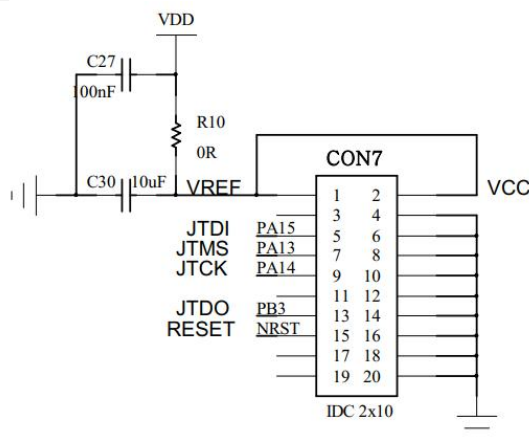 VDD
C27
100nF
R10
0R
C30 10uF VREF
CON7
VCC
1 2
3 4
JTDI PA15 5 6
JTMS PA13 7 8
JTCK PA14 9 10
11 12
JTDO PB3 13 14
RESET NRST 15 16
17 18
19 20
IDC 2x10